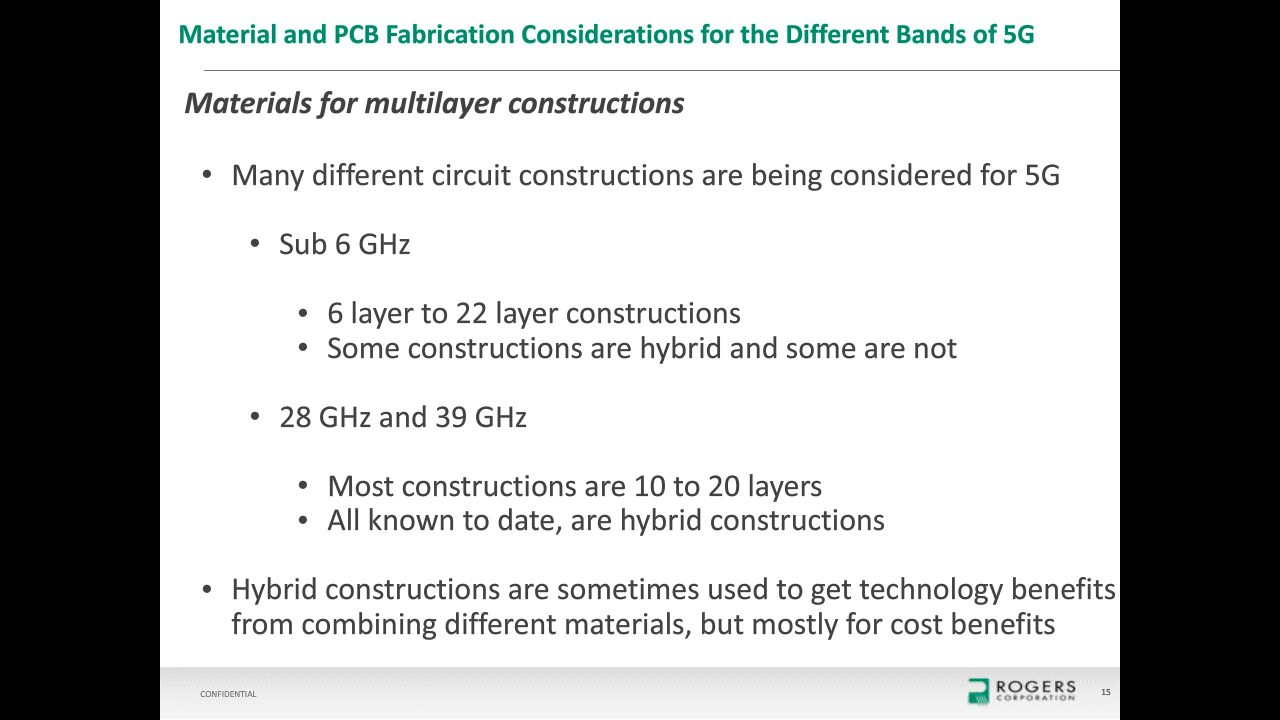 Material and PCB Fabrication Considerations for the Different Bands of 5G
Materials for multilayer constructions
• Many different circuit constructions are being considered for 5G
• Sub 6 GHz
• 6 layer to 22 layer constructions
• Some constructions are hybrid and some are not
• 28 GHz and 39 GHz
• Most constructions are 10 to 20 layers
• All known to date, are hybrid constructions
• Hybrid constructions are sometimes used to get technology benefits
from combining different materials, but mostly for cost benefits
CONFIDENTIAL
ROGERS
CORPORATION
15